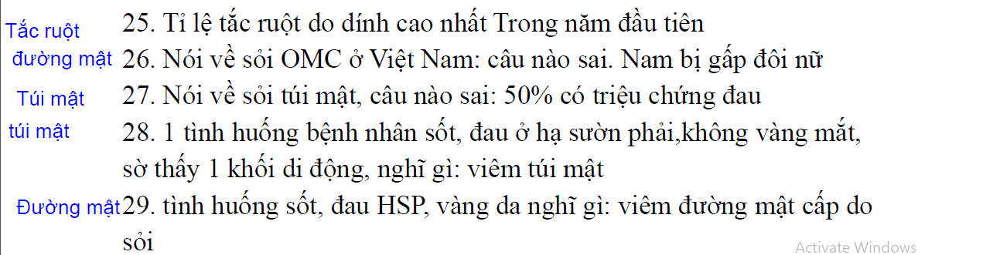 Tắc ruột 25. Tỉ lệ tắc ruột do dính cao nhất Trong năm đầu tiên
đường mật 26. Nói về sỏi OMC ở Việt Nam: câu nào sai. Nam bị gấp đôi nữ
Túi mật 27. Nói về sỏi túi mật, câu nào sai: 50% có triệu chứng đau
túi mật 28. 1 tình huống bệnh nhân sốt, đau ở hạ sườn phải,không vàng mắt,
sờ thấy 1 khối di động, nghĩ gì: viêm túi mật
Đường mật 29. tình huống sốt, đau HSP, vàng da nghĩ gì: viêm đường mật cấp do
sỏi
Activate Windows